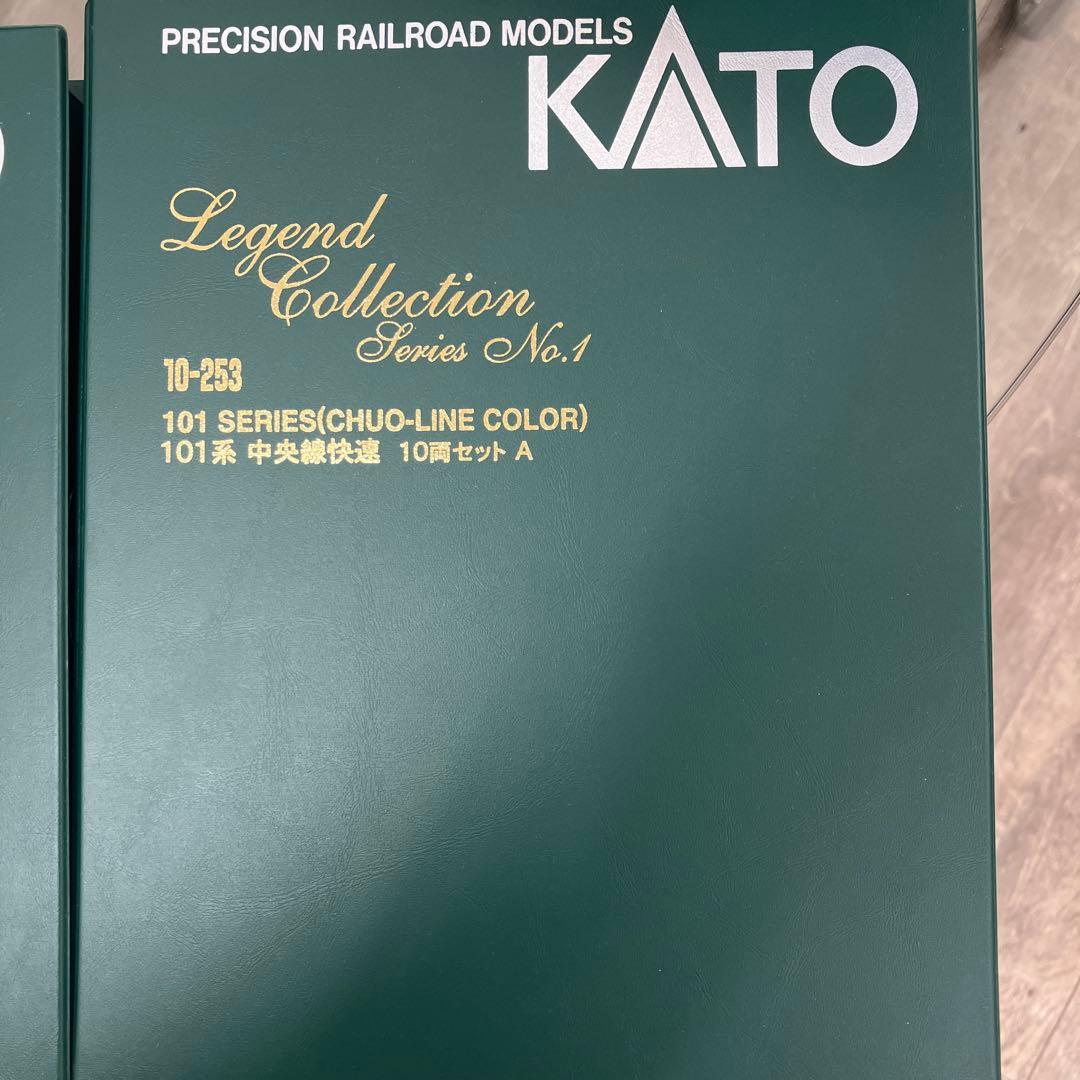 PRECISION RAILROAD MODELS
KATO
Legend
Collection
Series No.1
10-253
101 SERIES(CHUO-LINE COLOR)
101系 中央線快速 10両セット A